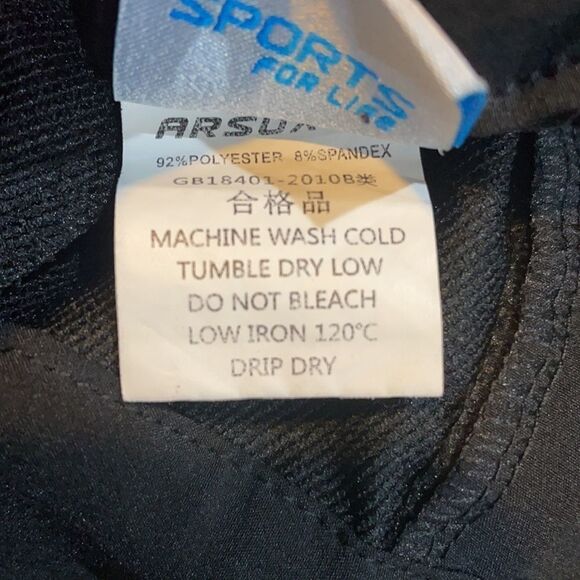 SPORTS
FOR LIFE
92%POLYESTER 8%SPANDEX
GB18401-2010B类
合格品
MACHINE WASH COLD
TUMBLE DRY LOW
DO NOT BLEACH
LOW IRON 120℃
DRIP DRY